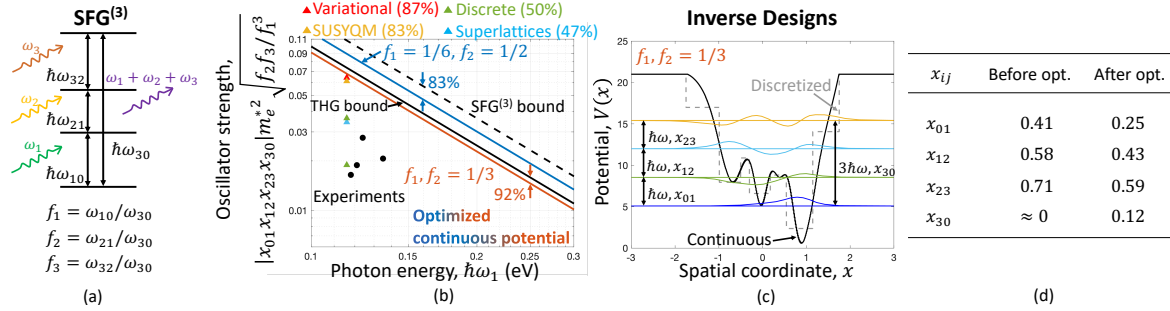 SFG(3)
ω3
ħω32
ω1 + ω2 + ω3
ω2
ħω21
ħω30
ω1
ħω10
f1 = ω10/ω30
f2 = ω21/ω30
f3 = ω32/ω30
(a)
Variational (87%)
Discrete (50%)
SUSYQM (83%)
Superlattices (47%)
Oscillator strength,
|x01x12x23x30|me*2 f2f3/f1
0.11
0.09
0.07
0.05
0.03
0.01
f1 = 1/6, f2 = 1/2
83%
THG bound
SFG(3) bound
f1, f2 = 1/3
92%
Experiments
Optimized
continuous potential
0.1
0.15
0.2
0.25
0.3
Photon energy, ħω1 (eV)
(b)
Inverse Designs
f1, f2 = 1/3
Potential, V(x)
25
20
15
10
5
0
Discretized
ħω, x23
ħω, x12
ħω, x01
3ħω, x30
Continuous
-3 -2 -1 0 1 2 3
Spatial coordinate, x
(c)
xij Before opt. After opt.
x01 0.41 0.25
x12 0.58 0.43
x23 0.71 0.59
x30 ≈ 0 0.12
(d)